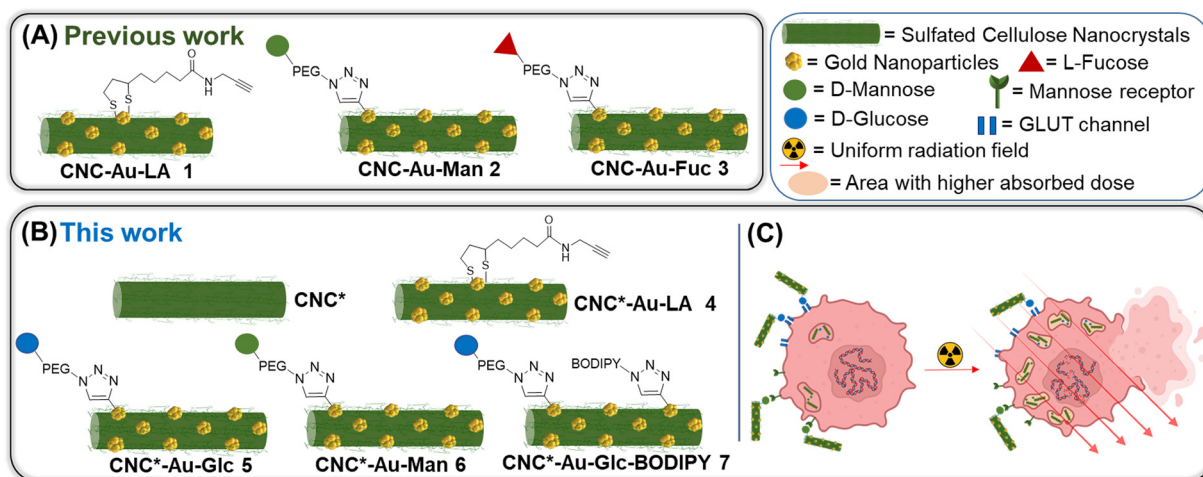 (A) Previous work
PEG
N
N
N
O
N
H
S
S
CNC-Au-LA 1
PEG
N
N
N
CNC-Au-Man 2
CNC-Au-Fuc 3
= Sulfated Cellulose Nanocrystals
= Gold Nanoparticles
= L-Fucose
= D-Mannose
= Mannose receptor
= D-Glucose
= GLUT channel
= Uniform radiation field
= Area with higher absorbed dose
(B) This work
O
N
H
S
S
CNC*
CNC*-Au-LA 4
PEG
N
N
N
PEG
N
N
N
PEG
N
N
N
BODIPY
N
N
N
CNC*-Au-Glc 5
CNC*-Au-Man 6
CNC*-Au-Glc-BODIPY 7
(C)